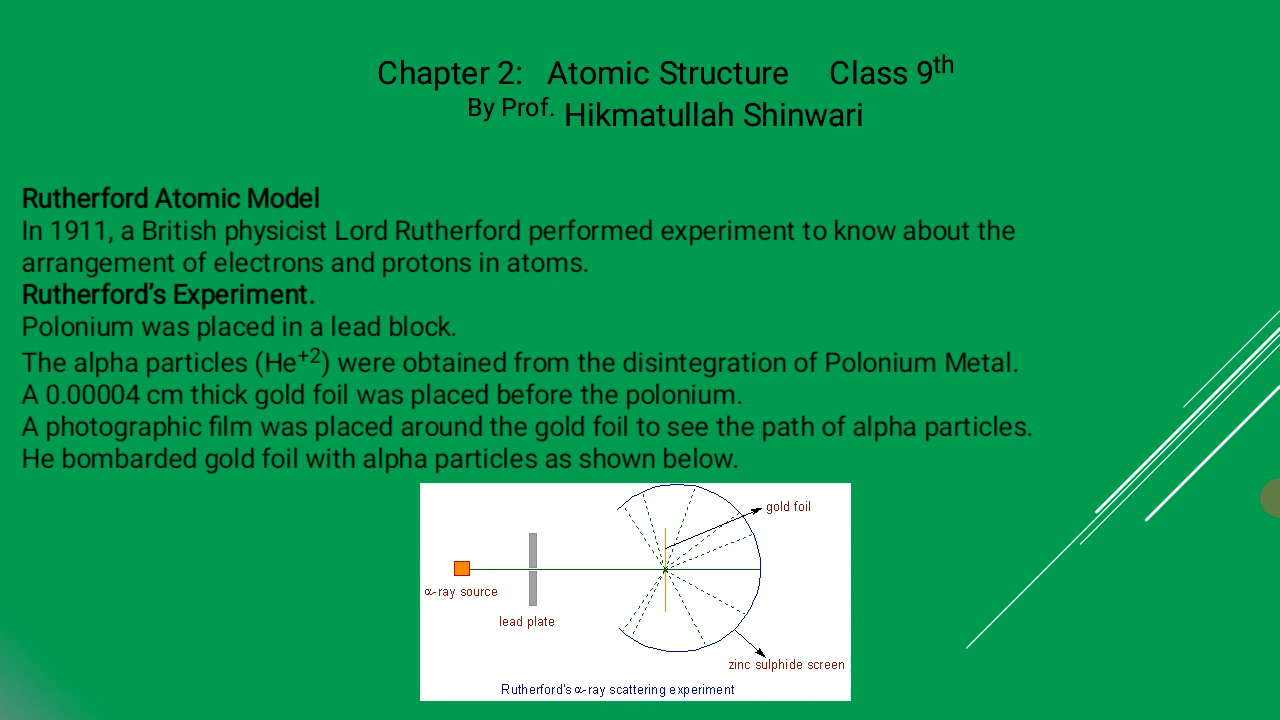 Chapter 2: Atomic Structure Class 9th
By Prof. Hikmatullah Shinwari
Rutherford Atomic Model
In 1911, a British physicist Lord Rutherford performed experiment to know about the
arrangement of electrons and protons in atoms.
Rutherford's Experiment.
Polonium was placed in a lead block.
The alpha particles (He+2) were obtained from the disintegration of Polonium Metal.
A 0.00004 cm thick gold foil was placed before the polonium.
A photographic film was placed around the gold foil to see the path of alpha particles.
He bombarded gold foil with alpha particles as shown below.
gold foil
α-ray source
lead plate
zinc sulphide screen
Rutherford's α-ray scattering experiment